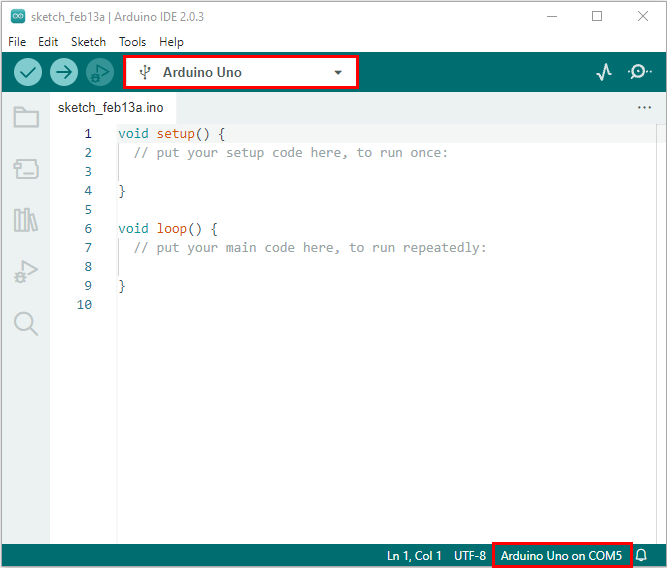 sketch_feb13a | Arduino IDE 2.0.3
File Edit Sketch Tools Help
Arduino Uno
sketch_feb13a.ino
1 void setup() {
2 // put your setup code here, to run once:
3
4 }
5
6 void loop() {
7 // put your main code here, to run repeatedly:
8
9 }
10
Ln 1, Col 1 UTF-8 Arduino Uno on COM5